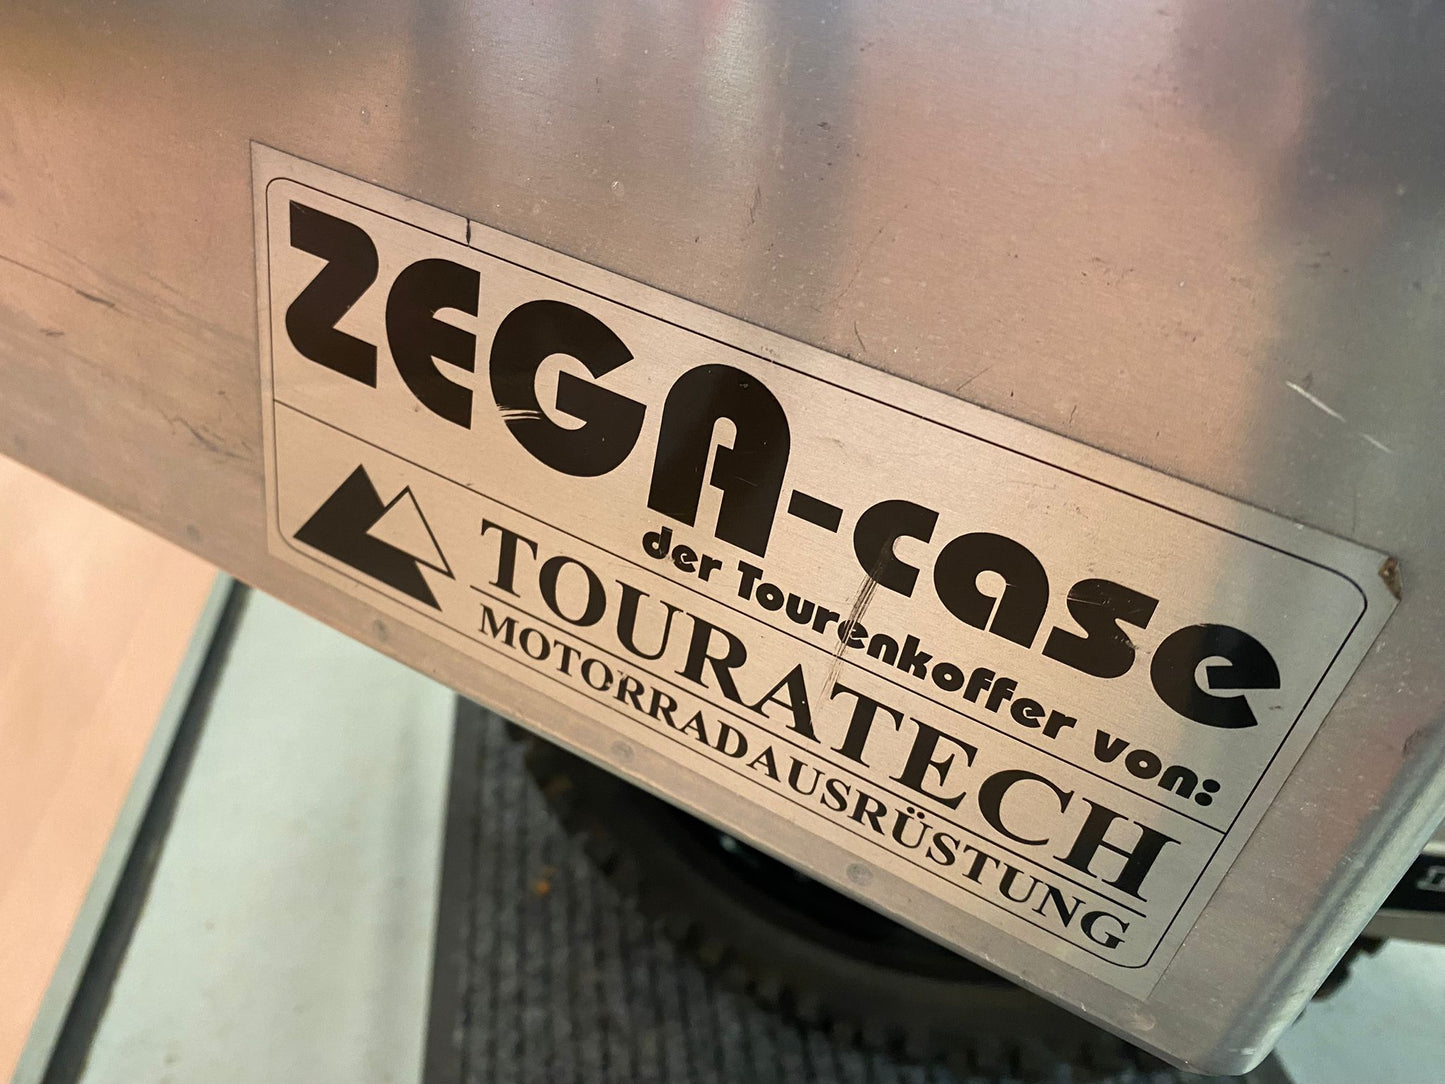 ZEGA-case
der Tourenkoffer von:
TOURATECH
MOTORRADAUSRÜSTUNG